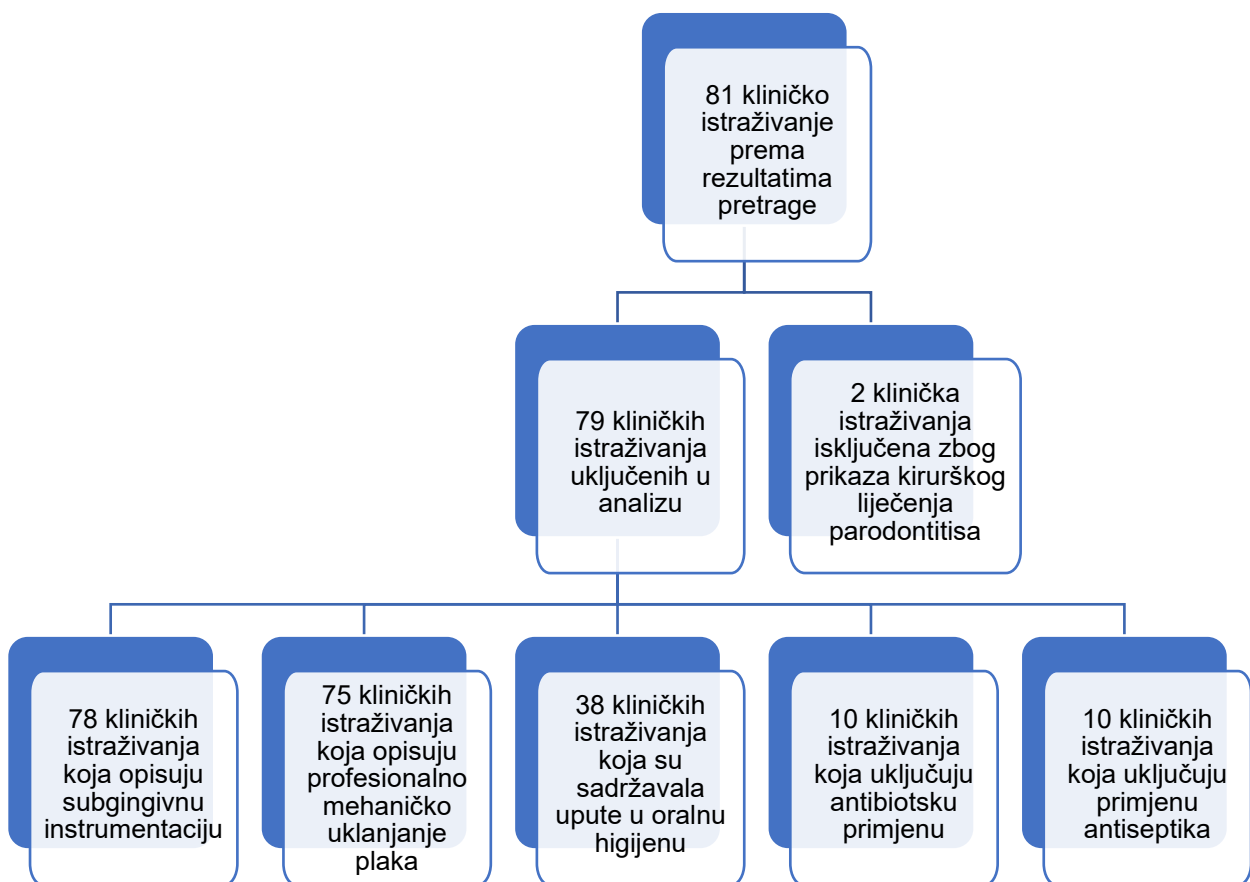 81 kliničko
istraživanje
prema
rezultatima
pretrage
79 kliničkih
istraživanja
uključenih u
analizu
2 klinička
istraživanja
isključena zbog
prikaza kirurškog
liječenja
parodontitisa
78 kliničkih
istraživanja
koja opisuju
subgingivnu
instrumentaciju
75 kliničkih
istraživanja
koja opisuju
profesionalno
mehaničko
uklanjanje
plaka
38 kliničkih
istraživanja
koja su
sadržavala
upute u oralnu
higijenu
10 kliničkih
istraživanja
koja uključuju
antibiotsku
primjenu
10 kliničkih
istraživanja
koja uključuju
primjenu
antiseptika